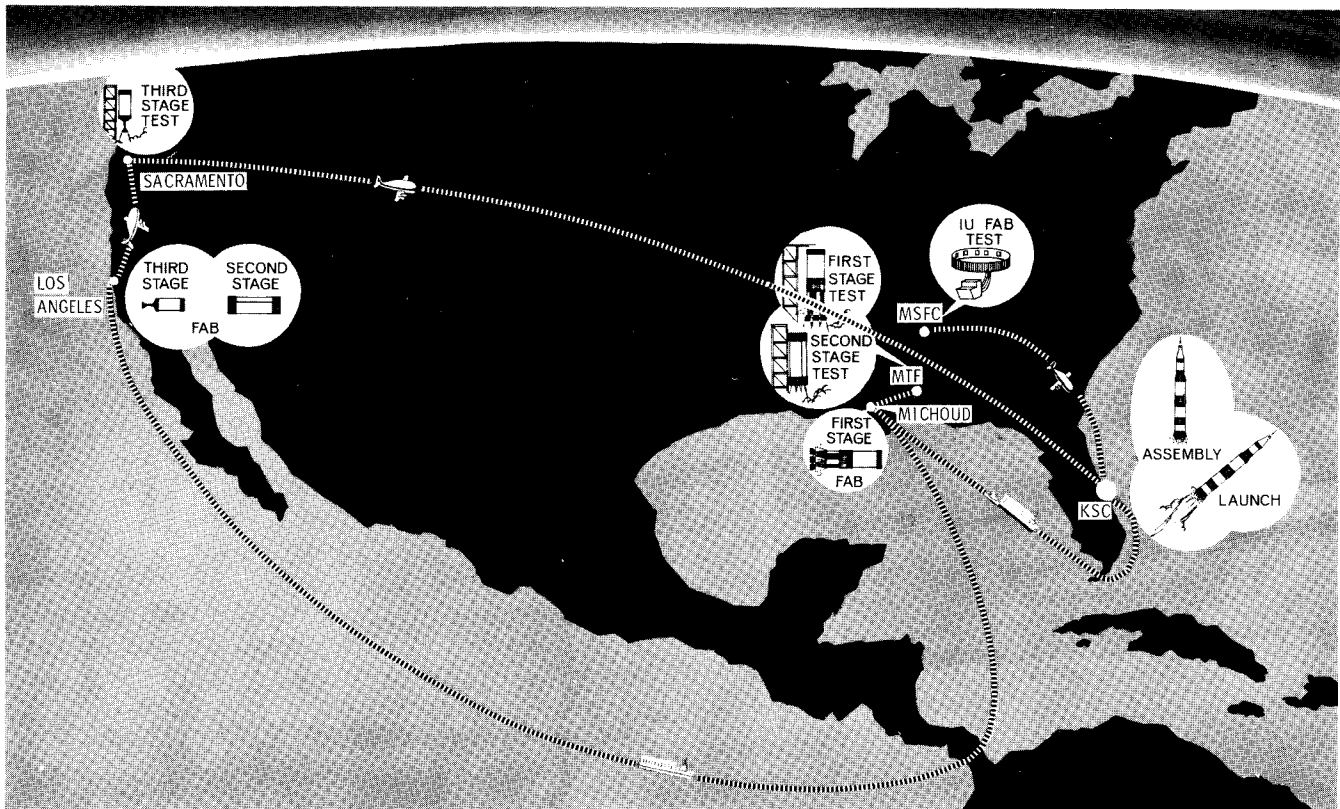 THIRD
STAGE
TEST
SACRAMENTO
LOS
ANGELES
THIRD
STAGE
SECOND
STAGE
FAB
FIRST
STAGE
TEST
SECOND
STAGE
TEST
IU FAB
TEST
MSFC
MTF
MICHOUD
FIRST
STAGE
FAB
ASSEMBLY
LAUNCH
KSC